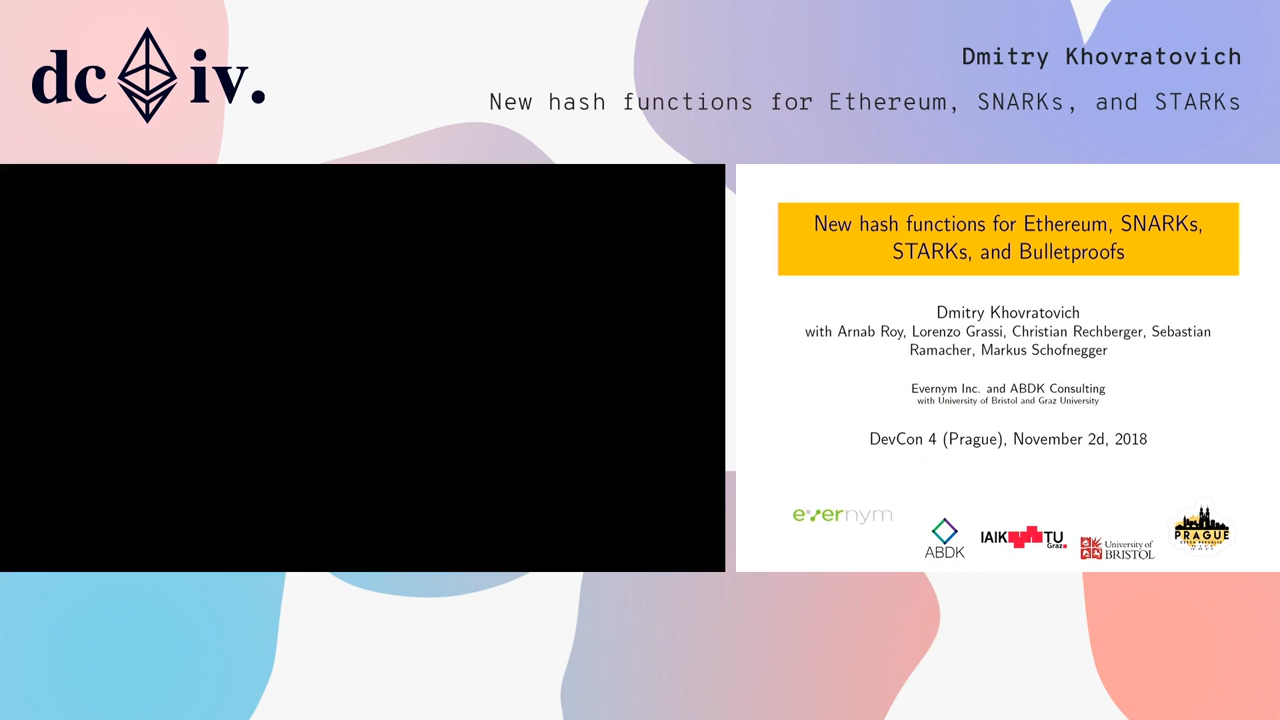 dc iv.
Dmitry Khovratovich
New hash functions for Ethereum, SNARKs, and STARKs
New hash functions for Ethereum, SNARKs,
STARKs, and Bulletproofs
Dmitry Khovratovich
with Arnab Roy, Lorenzo Grassi, Christian Rechberger, Sebastian
Ramacher, Markus Schofnegger
Evernym Inc. and ABDK Consulting
with University of Bristol and Graz University
DevCon 4 (Prague), November 2d, 2018
evernym
ABDK
IAIK TU
Graz
University of
BRISTOL
PRAGUE
CZECH REPUBLIC